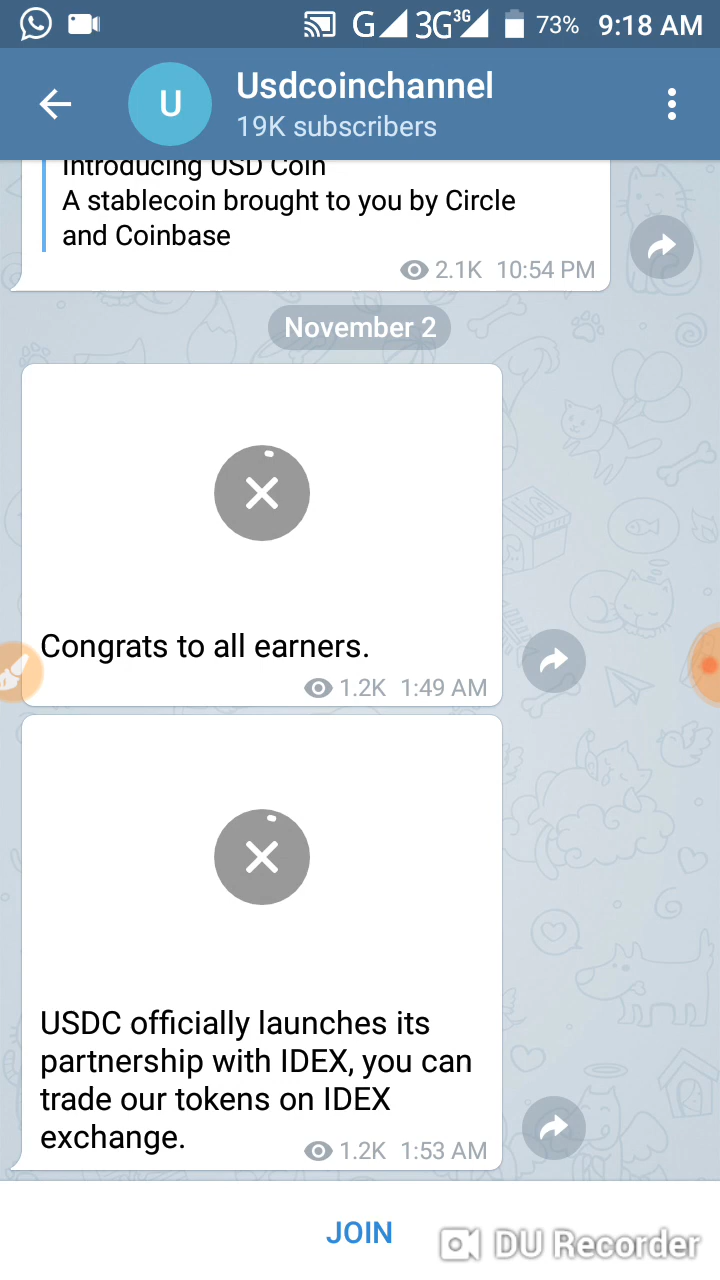 G 3G 3G 73% 9:18 AM
U
Usdcoinchannel
19K subscribers
Introducing USD Coin
A stablecoin brought to you by Circle
and Coinbase
2.1K 10:54 PM
November 2
Congrats to all earners.
1.2K 1:49 AM
USDC officially launches its
partnership with IDEX, you can
trade our tokens on IDEX
exchange.
1.2K 1:53 AM
JOIN
DU Recorder